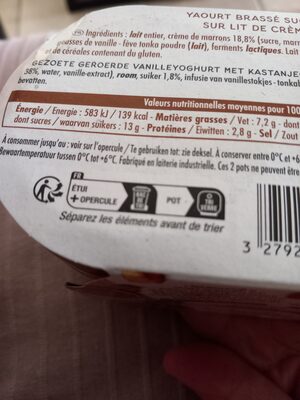 YAOURT BRASSÉ SU
SUR LIT DE CRÈM
Ingrédients : lait entier, crème de marrons 18,8% (sucre, marr
gousses de vanille - fève tonka poudre (lait), ferments lactiques. Lait
et de céréales contenant du gluten.
GEZOETE GEROERDE VANILLEYOGHURT MET KASTANJE
38%, water, vanille-extract), room, suiker 1,8%, infusie van vanillestokjes - tonkab
bevatten.
Valeurs nutritionnelles moyennes pour 100
Énergie / Energie : 583 kJ / 139 kcal - Matières grasses / Vet : 7,2 g - dont
dont sucres / waarvan suikers : 13 g - Protéines / Eiwitten : 2,8 g - Sel / Zout
À consommer jusqu'au : voir sur l'opercule / Te gebruiken tot: zie deksel. À conserver entre 0°C et +6
Bewaartemperatuur tussen 0°C tot +6°C. Fabriqué en laiterie industrielle. Ces 2 pots ne peuvent être
FR
ÉTUI
+ OPERCULE
POT
TRI
VERRE
Séparez les éléments avant de trier
3 2792